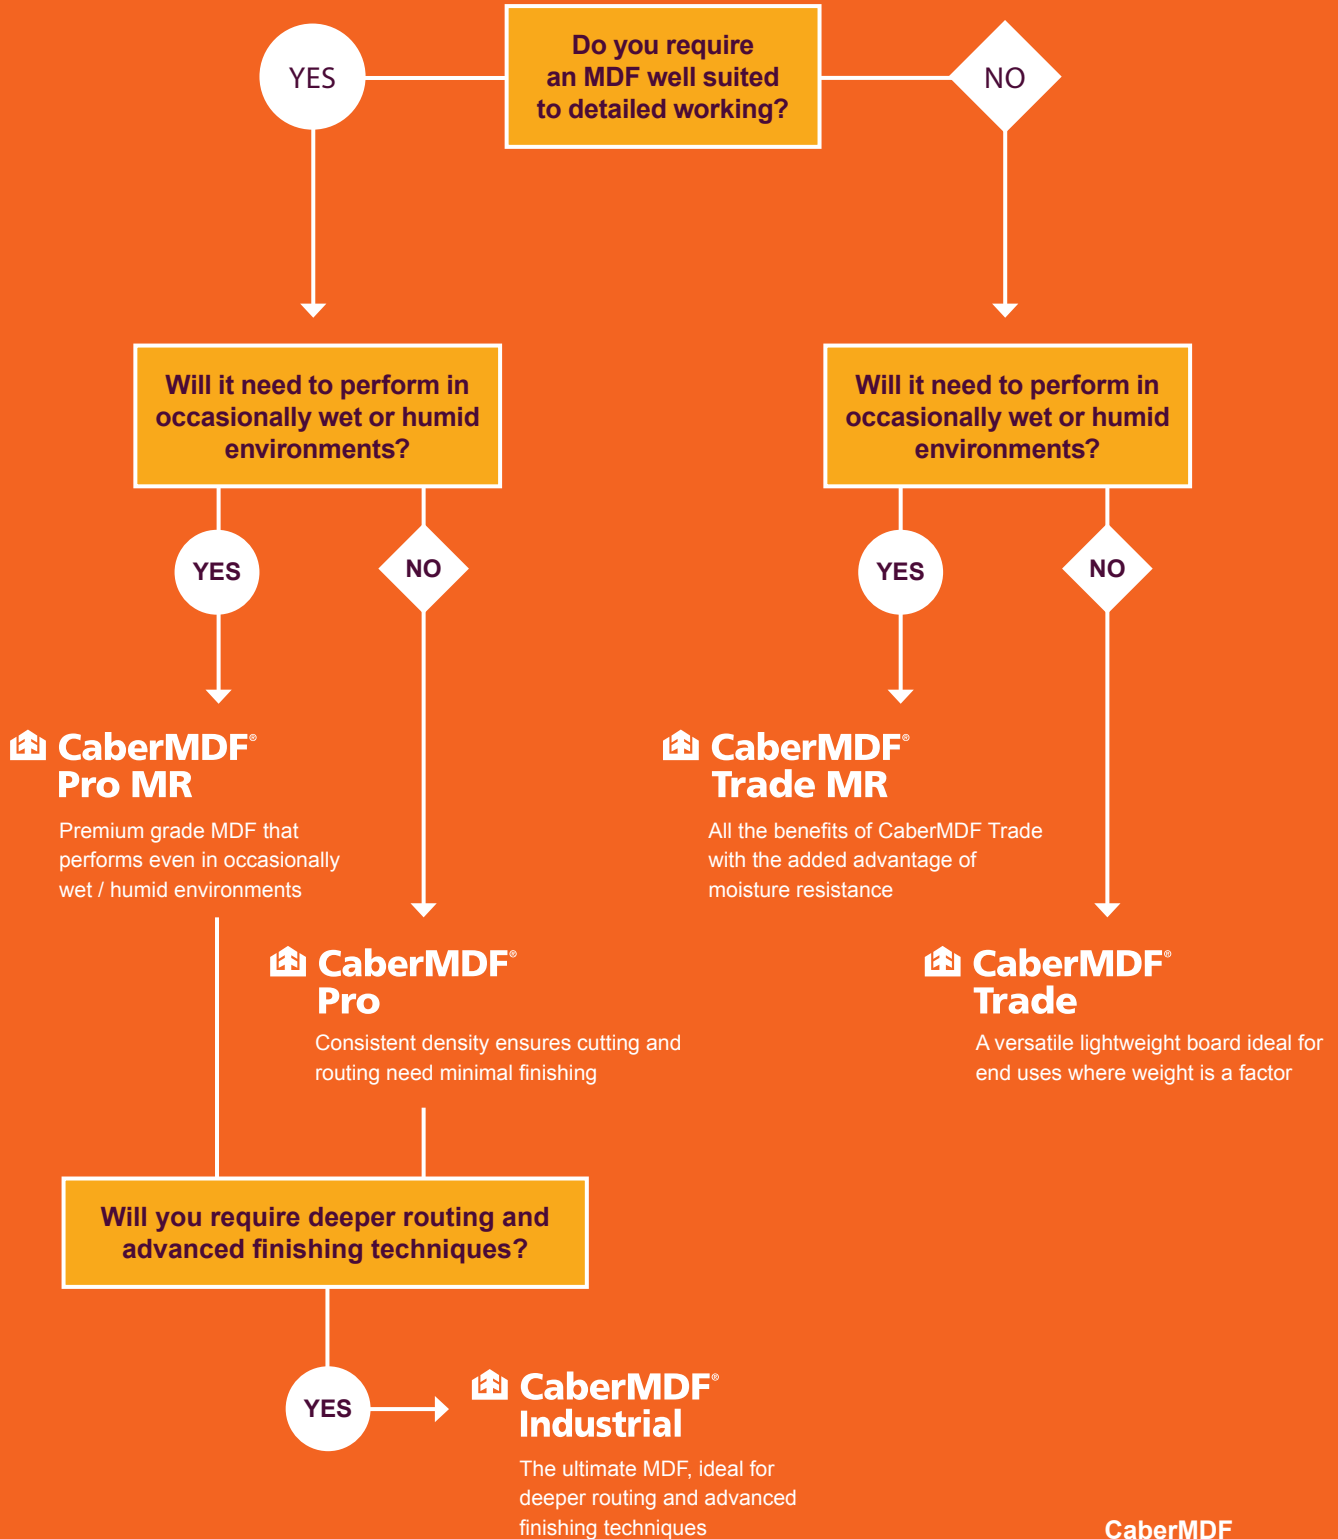 Do you require
an MDF well suited
to detailed working?
YES
NO
Will it need to perform in
occasionally wet or humid
environments?
Will it need to perform in
occasionally wet or humid
environments?
YES
NO
YES
NO
CaberMDF®
Pro MR
Premium grade MDF that
performs even in occasionally
wet / humid environments
CaberMDF®
Trade MR
All the benefits of CaberMDF Trade
with the added advantage of
moisture resistance
CaberMDF®
Pro
Consistent density ensures cutting and
routing need minimal finishing
CaberMDF®
Trade
A versatile lightweight board ideal for
end uses where weight is a factor
Will you require deeper routing and
advanced finishing techniques?
YES
CaberMDF®
Industrial
The ultimate MDF, ideal for
deeper routing and advanced
finishing techniques
CaberMDF